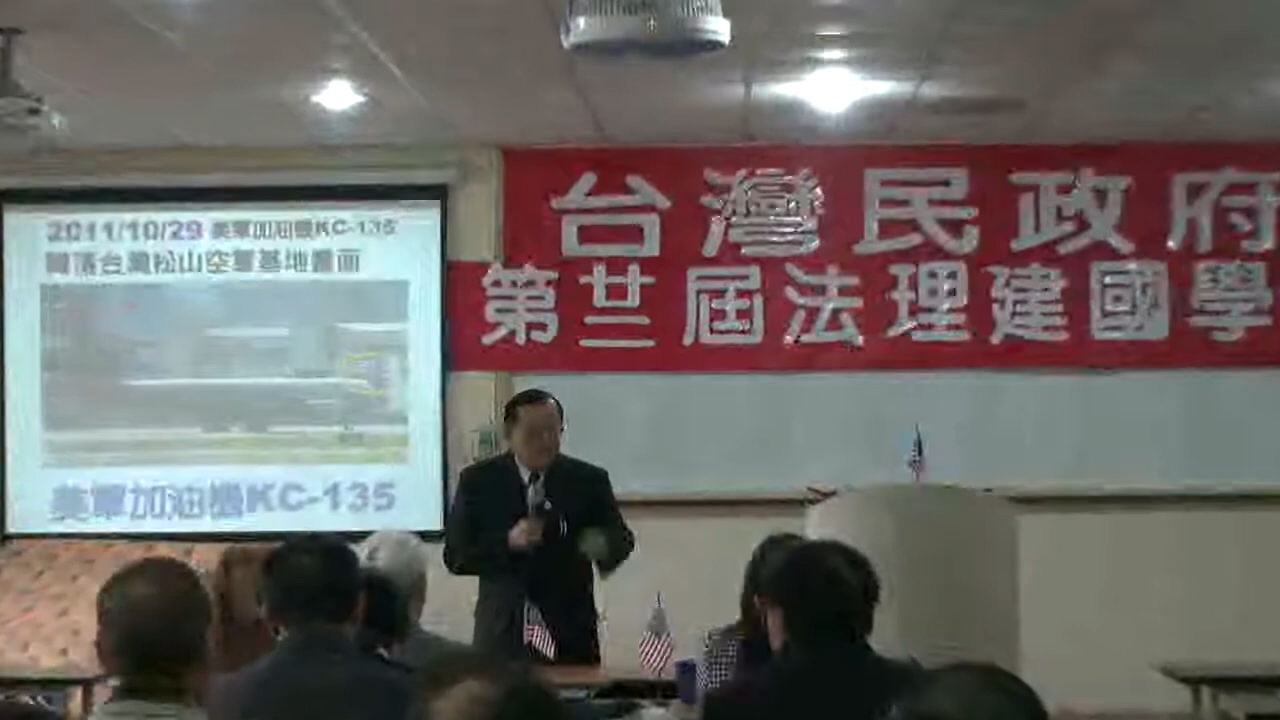 2011/10/29 美軍加油機KC-135
降落台灣松山空軍基地畫面
美軍加油機KC-135
台灣民政府
第廿二屆法理建國學